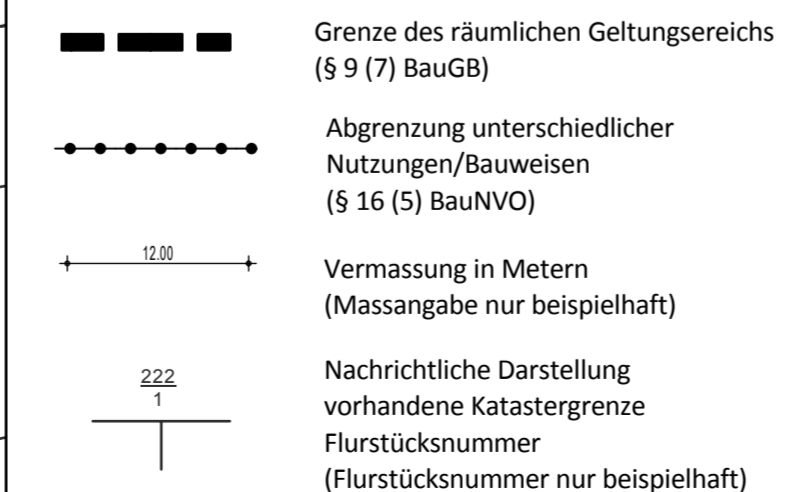 Grenze des räumlichen Geltungsereichs
(§ 9 (7) BauGB)
Abgrenzung unterschiedlicher
Nutzungen/Bauweisen
(§ 16 (5) BauNVO)
12.00
Vermassung in Metern
(Massangabe nur beispielhaft)
222
1
Nachrichtliche Darstellung
vorhandene Katastergrenze
Flurstücksnummer
(Flurstücksnummer nur beispielhaft)